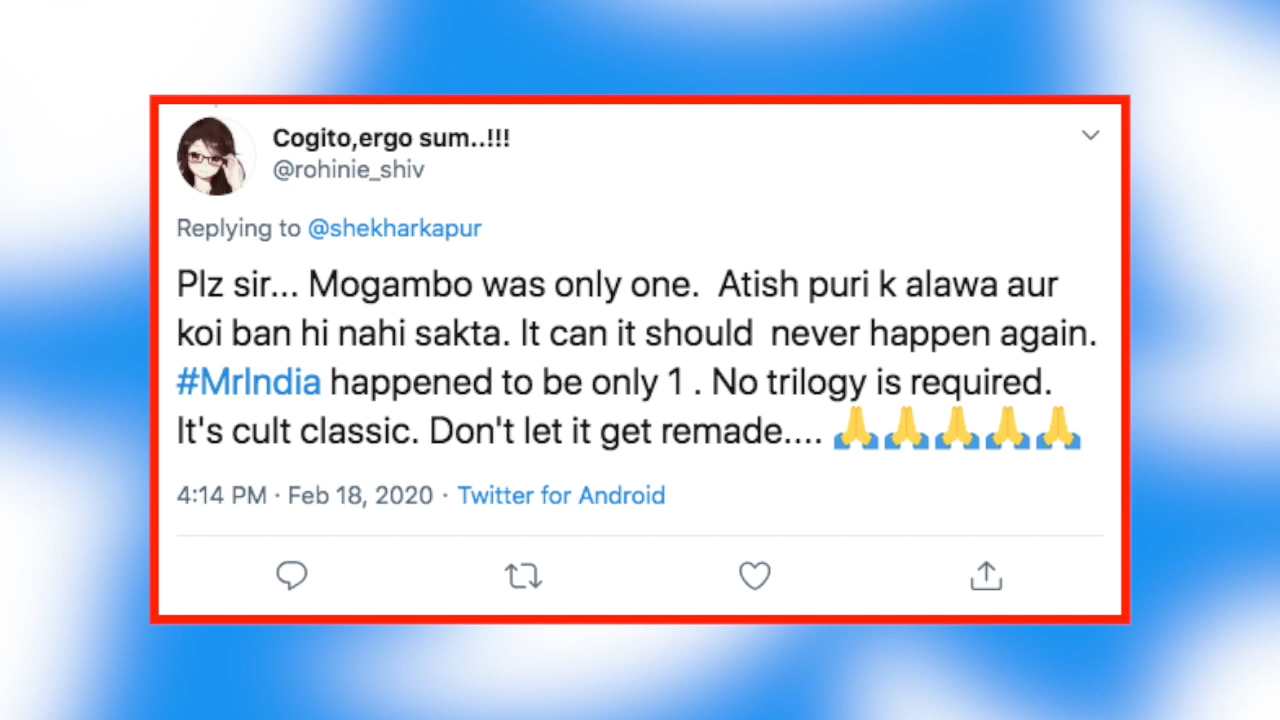 Cogito,ergo sum..!!!
@rohinie_shiv
Replying to @shekharkapur
Plz sir... Mogambo was only one.  Atish puri k alawa aur
koi ban hi nahi sakta. It can it should  never happen again.
#MrIndia happened to be only 1 . No trilogy is required.
It's cult classic. Don't let it get remade.... 🙏🙏🙏🙏🙏
4:14 PM · Feb 18, 2020 · Twitter for Android